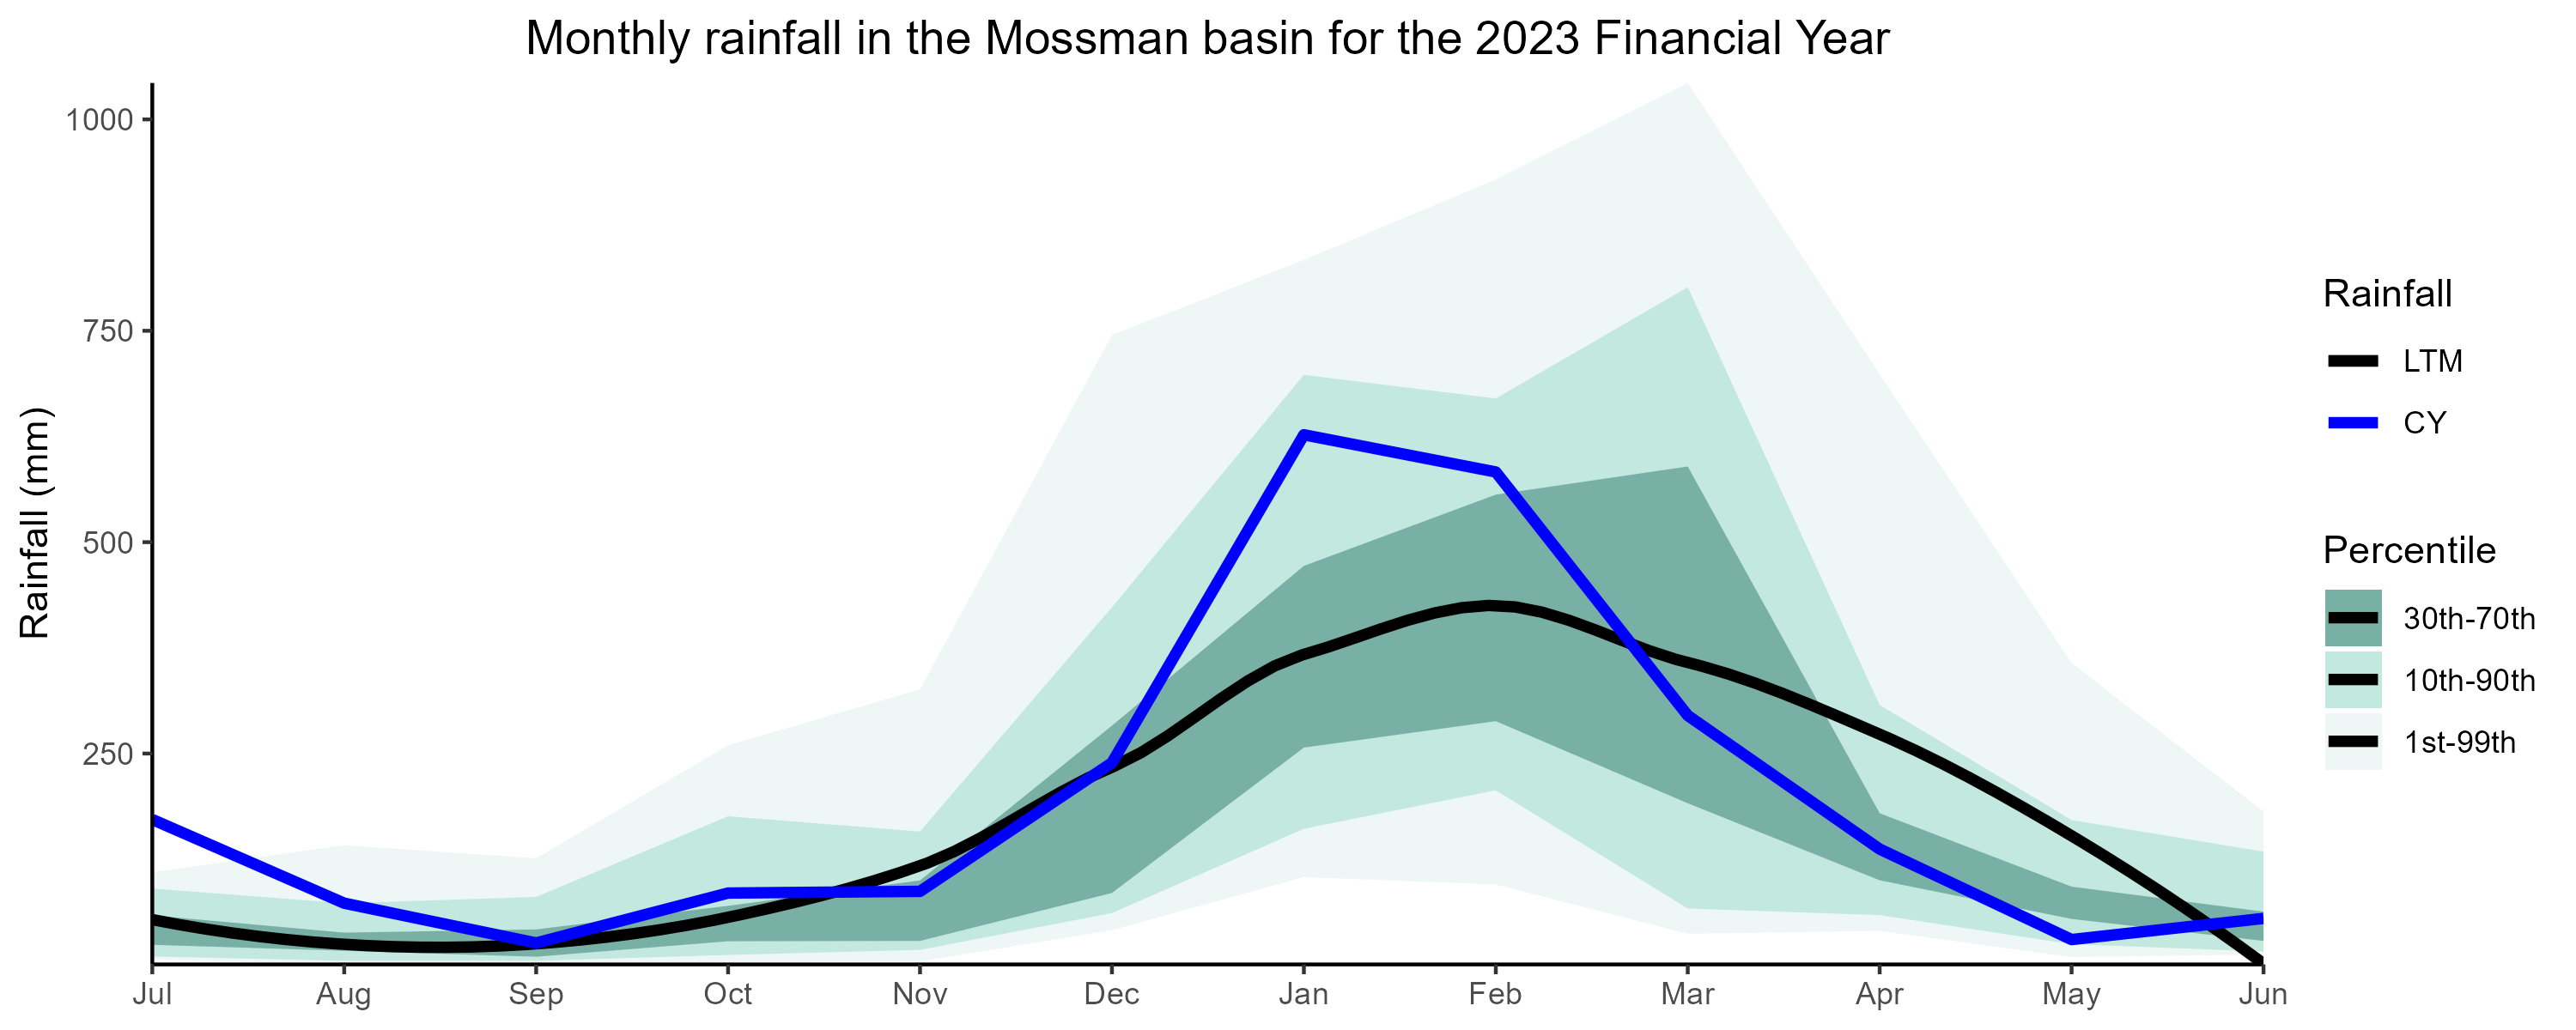 Monthly rainfall in the Mossman basin for the 2023 Financial Year
Rainfall (mm)
1000
750
500
250
Jul Aug Sep Oct Nov Dec Jan Feb Mar Apr May Jun
Rainfall
LTM
CY
Percentile
30th-70th
10th-90th
1st-99th